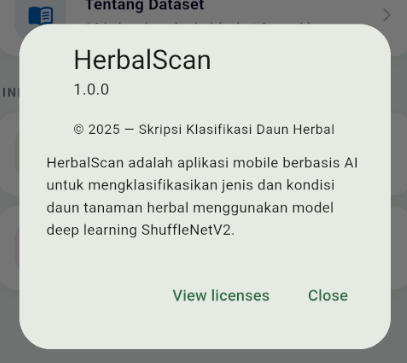 Tentang Dataset
HerbalScan
1.0.0
© 2025 — Skripsi Klasifikasi Daun Herbal
HerbalScan adalah aplikasi mobile berbasis AI
untuk mengklasifikasikan jenis dan kondisi
daun tanaman herbal menggunakan model
deep learning ShuffleNetV2.
View licenses Close